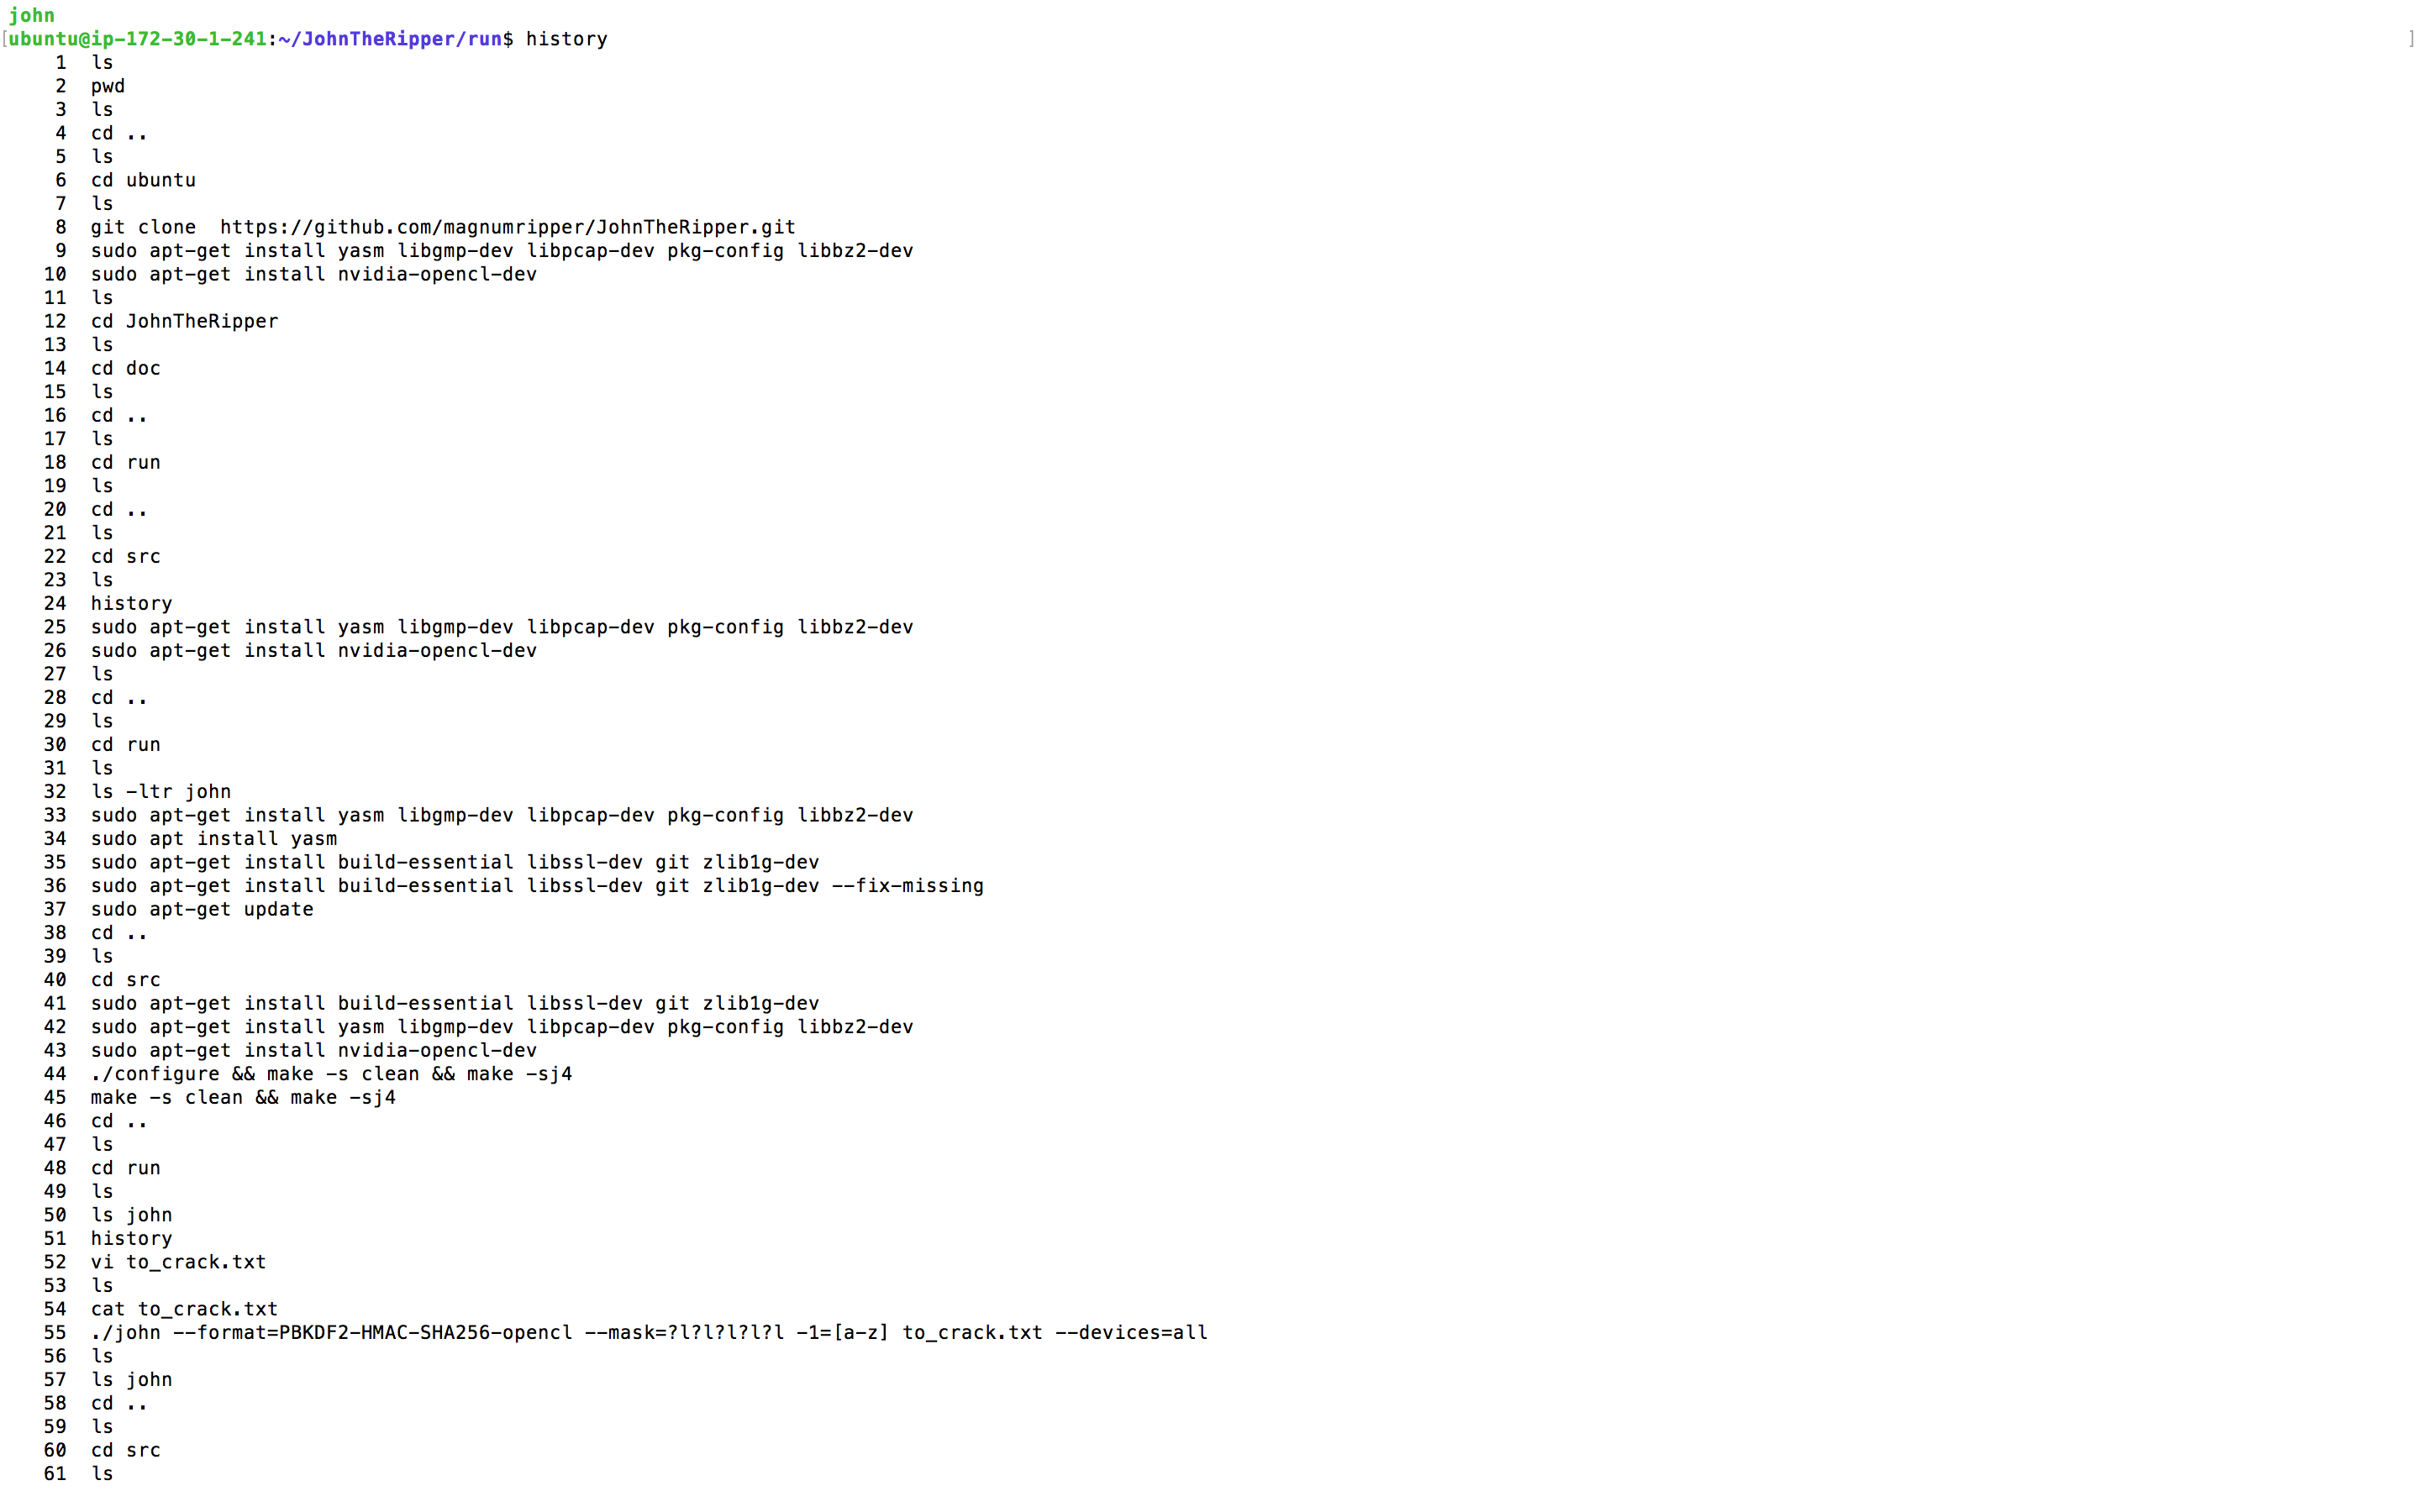 john
[ubuntu@ip-172-30-1-241:~/JohnTheRipper/run$ history ]
1 ls
2 pwd
3 ls
4 cd ..
5 ls
6 cd ubuntu
7 ls
8 git clone  https://github.com/magnumripper/JohnTheRipper.git
9 sudo apt-get install yasm libgmp-dev libpcap-dev pkg-config libbz2-dev
10 sudo apt-get install nvidia-opencl-dev
11 ls
12 cd JohnTheRipper
13 ls
14 cd doc
15 ls
16 cd ..
17 ls
18 cd run
19 ls
20 cd ..
21 ls
22 cd src
23 ls
24 history
25 sudo apt-get install yasm libgmp-dev libpcap-dev pkg-config libbz2-dev
26 sudo apt-get install nvidia-opencl-dev
27 ls
28 cd ..
29 ls
30 cd run
31 ls
32 ls -ltr john
33 sudo apt-get install yasm libgmp-dev libpcap-dev pkg-config libbz2-dev
34 sudo apt install yasm
35 sudo apt-get install build-essential libssl-dev git zlib1g-dev
36 sudo apt-get install build-essential libssl-dev git zlib1g-dev --fix-missing
37 sudo apt-get update
38 cd ..
39 ls
40 cd src
41 sudo apt-get install build-essential libssl-dev git zlib1g-dev
42 sudo apt-get install yasm libgmp-dev libpcap-dev pkg-config libbz2-dev
43 sudo apt-get install nvidia-opencl-dev
44 ./configure && make -s clean && make -sj4
45 make -s clean && make -sj4
46 cd ..
47 ls
48 cd run
49 ls
50 ls john
51 history
52 vi to_crack.txt
53 ls
54 cat to_crack.txt
55 ./john --format=PBKDF2-HMAC-SHA256-opencl --mask=?l?l?l?l?l -1=[a-z] to_crack.txt --devices=all
56 ls
57 ls john
58 cd ..
59 ls
60 cd src
61 ls